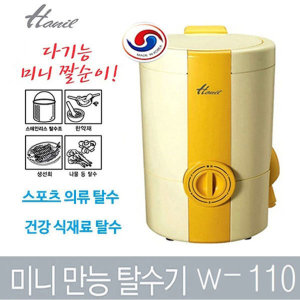 Hanil
다기능
미니 짤순이!
MADE IN KOREA
Hanil
스테인리스 탈수조
한약재
생선회
나물 등 탈수
스포츠 의류 탈수
건강 식재료 탈수
미니 만능 탈수기 W-110